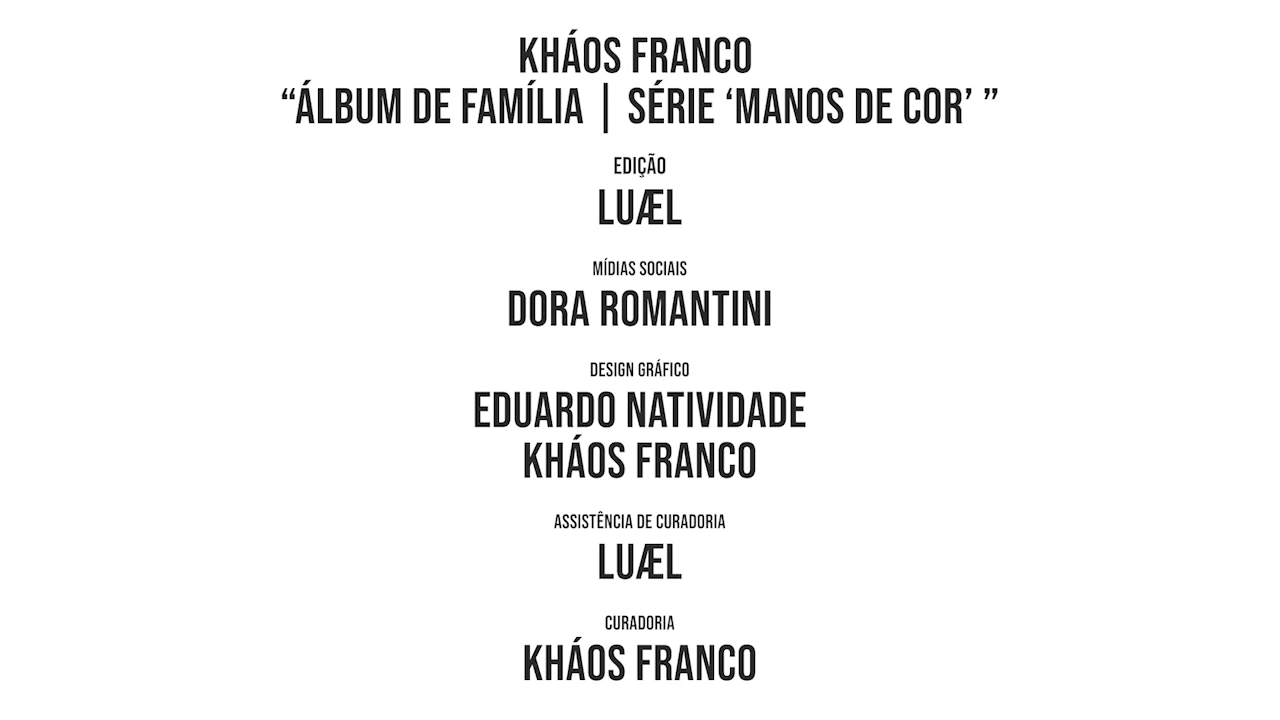 KHÁOS FRANCO
“ÁLBUM DE FAMÍLIA | SÉRIE ‘MANOS DE COR’ ”
EDIÇÃO
LUÆL
MÍDIAS SOCIAIS
DORA ROMANTINI
DESIGN GRÁFICO
EDUARDO NATIVIDADE
KHÁOS FRANCO
ASSISTÊNCIA DE CURADORIA
LUÆL
CURADORIA
KHÁOS FRANCO